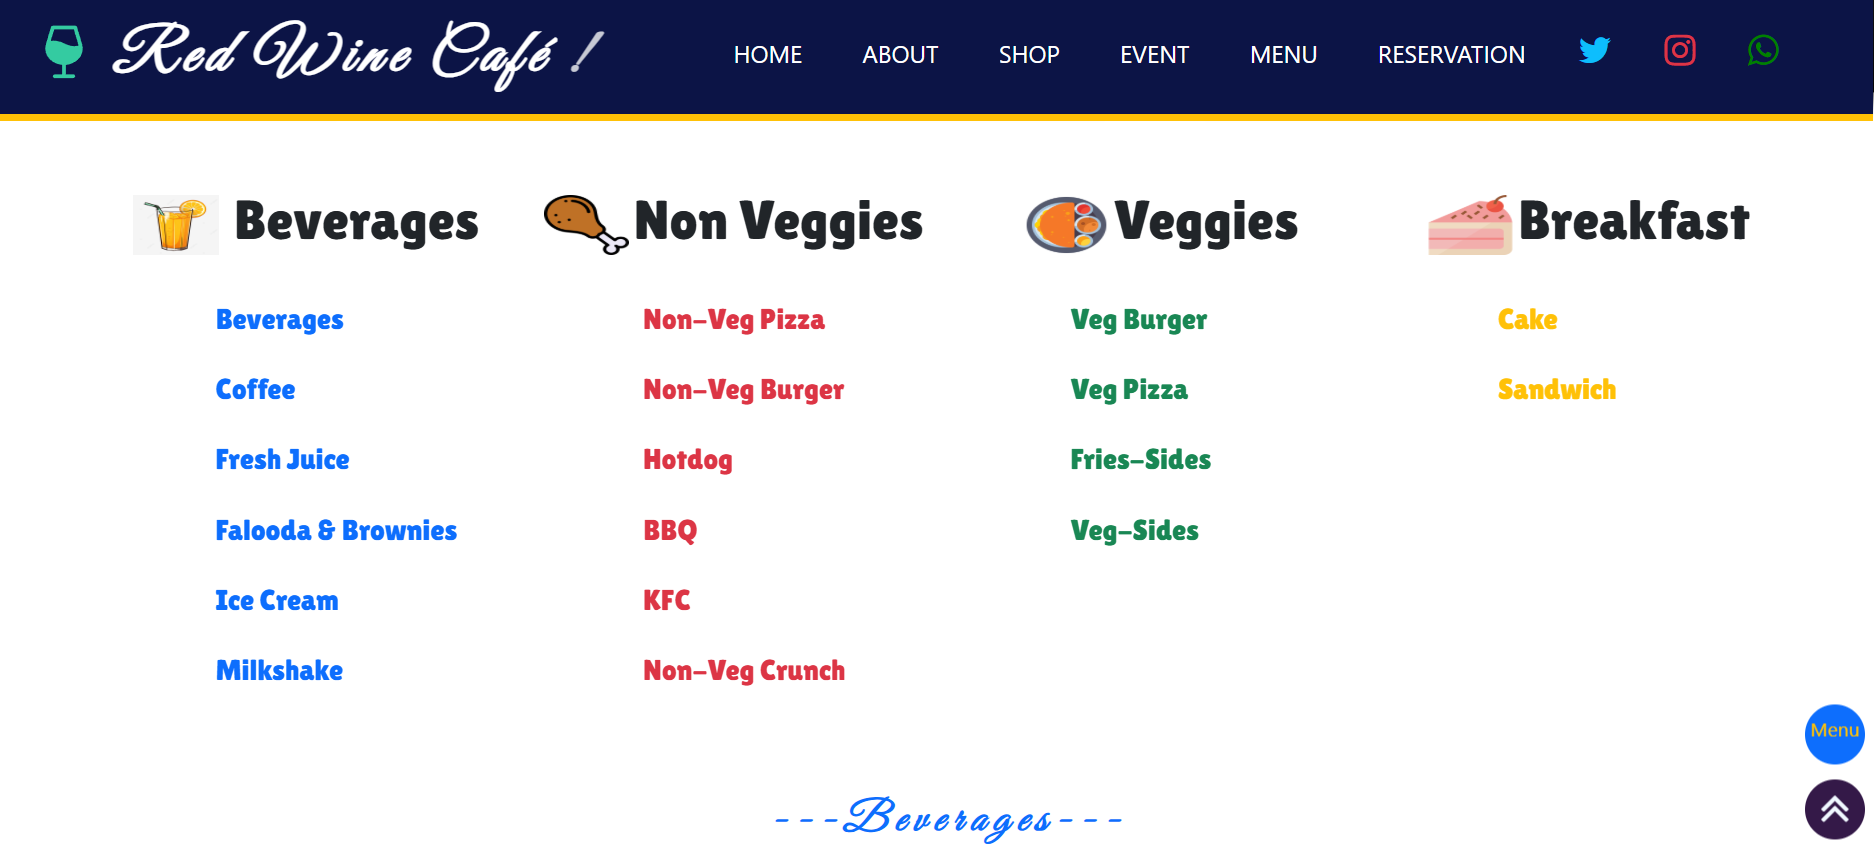 Red Wine Café !
HOME ABOUT SHOP EVENT MENU RESERVATION
Beverages Non Veggies Veggies Breakfast
Beverages Non-Veg Pizza Veg Burger Cake
Coffee Non-Veg Burger Veg Pizza Sandwich
Fresh Juice Hotdog Fries-Sides
Falooda & Brownies BBQ Veg-Sides
Ice Cream KFC
Milkshake Non-Veg Crunch
Menu
---Beverages---